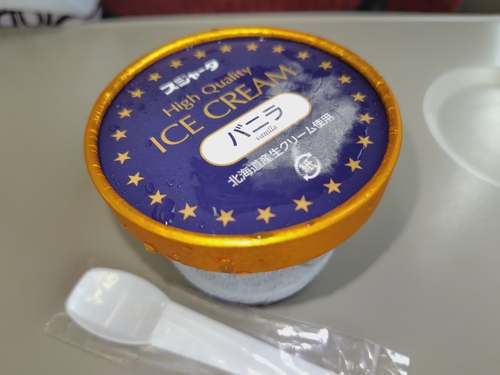 スジャータ
High Quality
ICE CREAM
バニラ
vanilla
北海道産生クリーム使用
紙